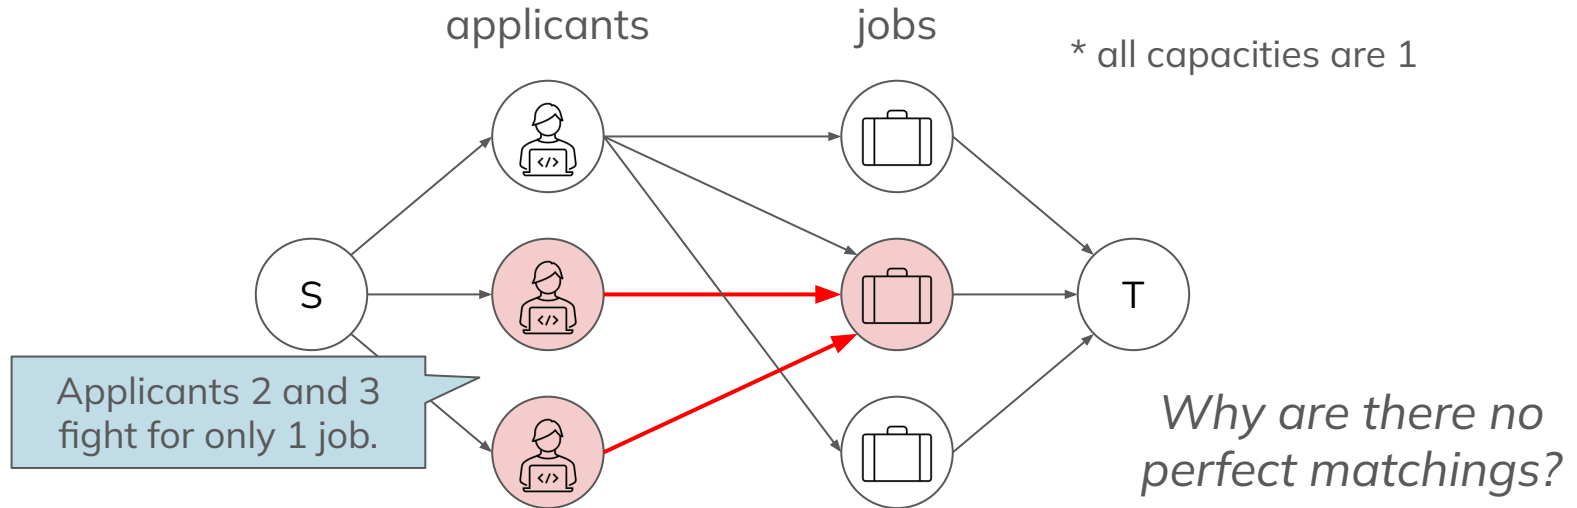 applicants
jobs
* all capacities are 1
</>
S
</>
T
Applicants 2 and 3
fight for only 1 job.
</>
Why are there no
perfect matchings?